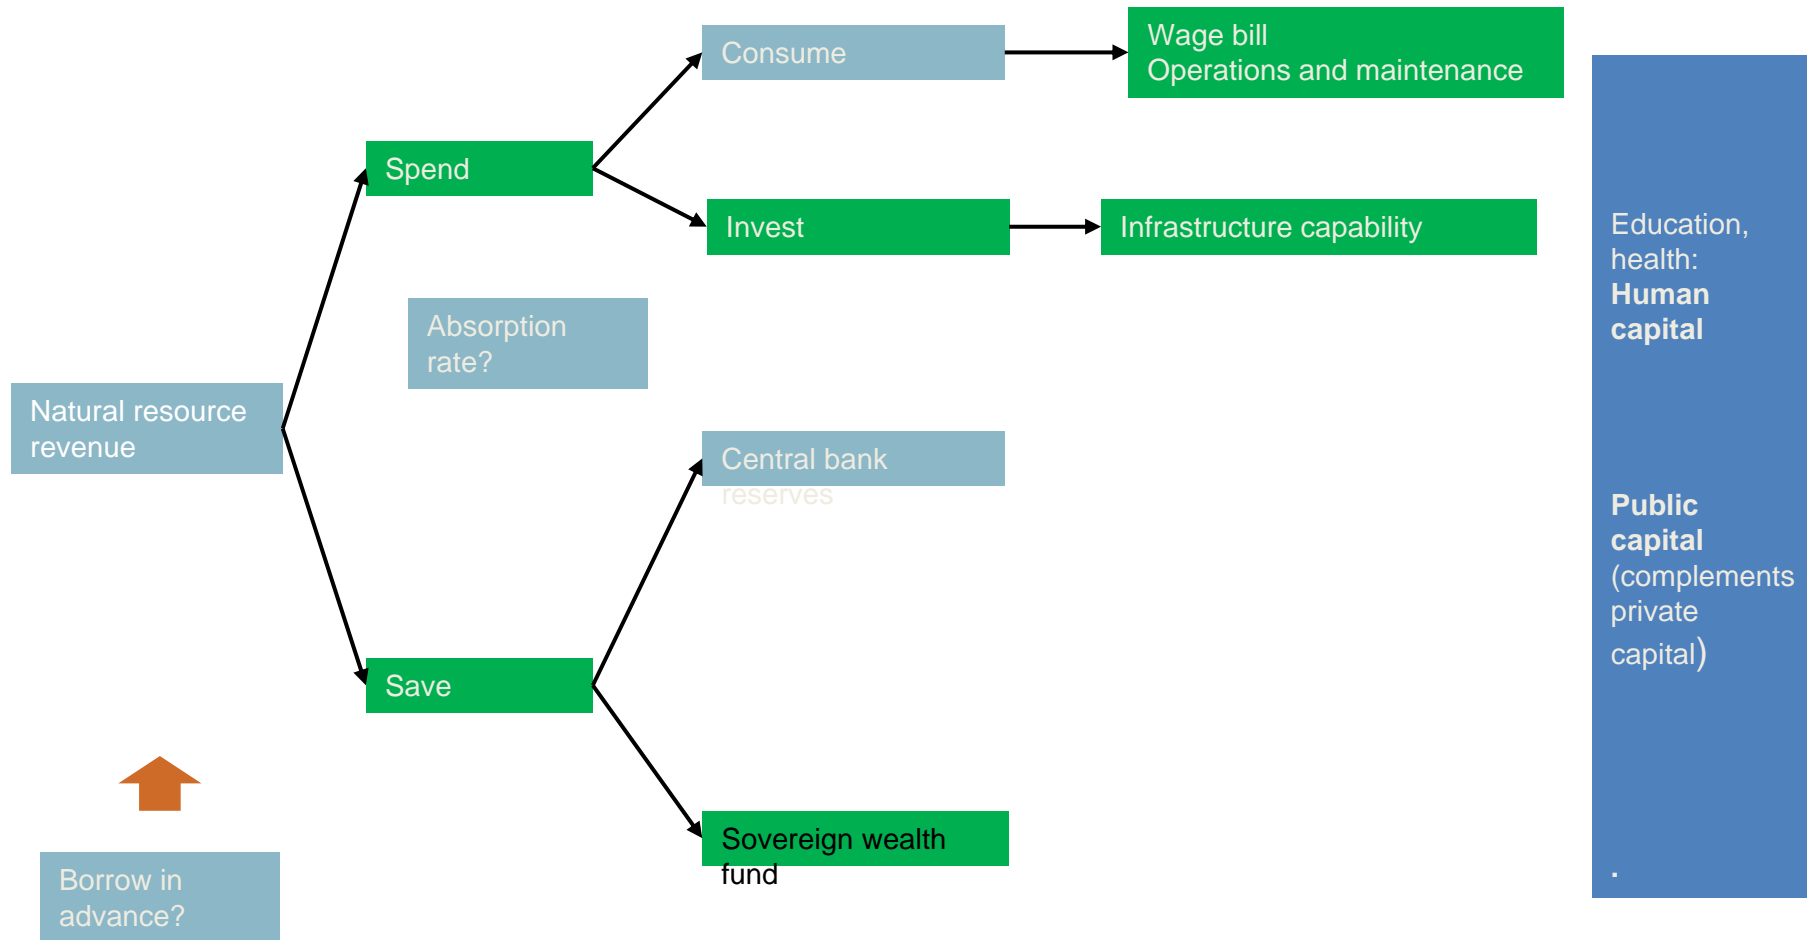 Consume
Wage bill
Operations and maintenance
Spend
Invest
Infrastructure capability
Absorption
rate?
Natural resource
revenue
Central bank
reserves
Save
Sovereign wealth
fund
Borrow in
advance?
Education,
health:
Human
capital
Public
capital
(complements
private
capital)
.